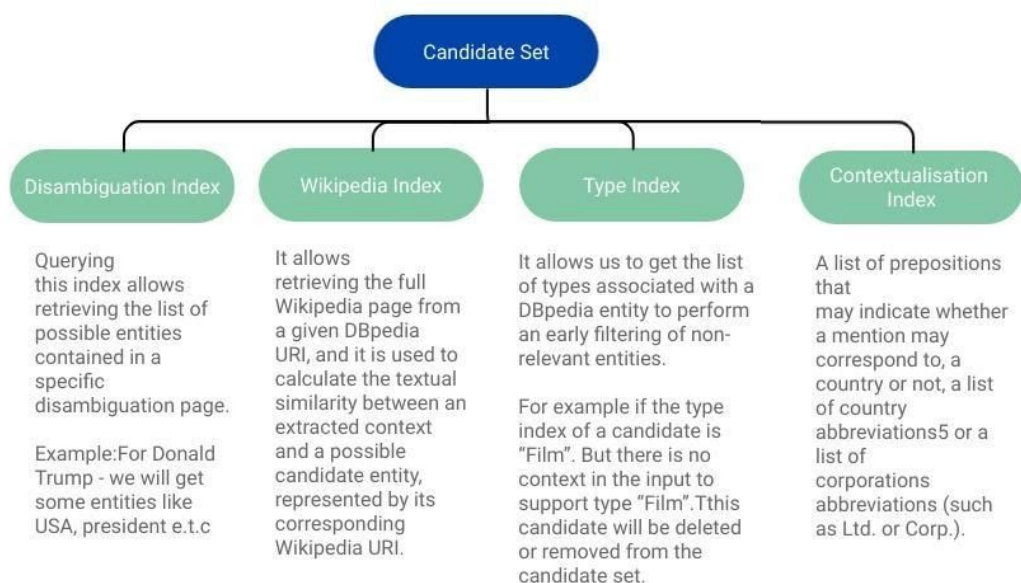 Candidate Set
Disambiguation Index
Querying
this index allows
retrieving the list of
possible entities
contained in a
specific
disambiguation page.
Example:For Donald
Trump - we will get
some entities like
USA, president e.t.c
Wikipedia Index
It allows
retrieving the full
Wikipedia page from
a given DBpedia
URI, and it is used to
calculate the textual
similarity between an
extracted context
and a possible
candidate entity,
represented by its
corresponding
Wikipedia URI.
Type Index
It allows us to get the list
of types associated with a
DBpedia entity to perform
an early filtering of non-
relevant entities.
For example if the type
index of a candidate is
“Film”. But there is no
context in the input to
support type “Film”.Tthis
candidate will be deleted
or removed from the
candidate set.
Contextualisation
Index
A list of prepositions
that
may indicate whether
a mention may
correspond to, a
country or not, a list
of country
abbreviations5 or a
list of
corporations
abbreviations (such
as Ltd. or Corp.).